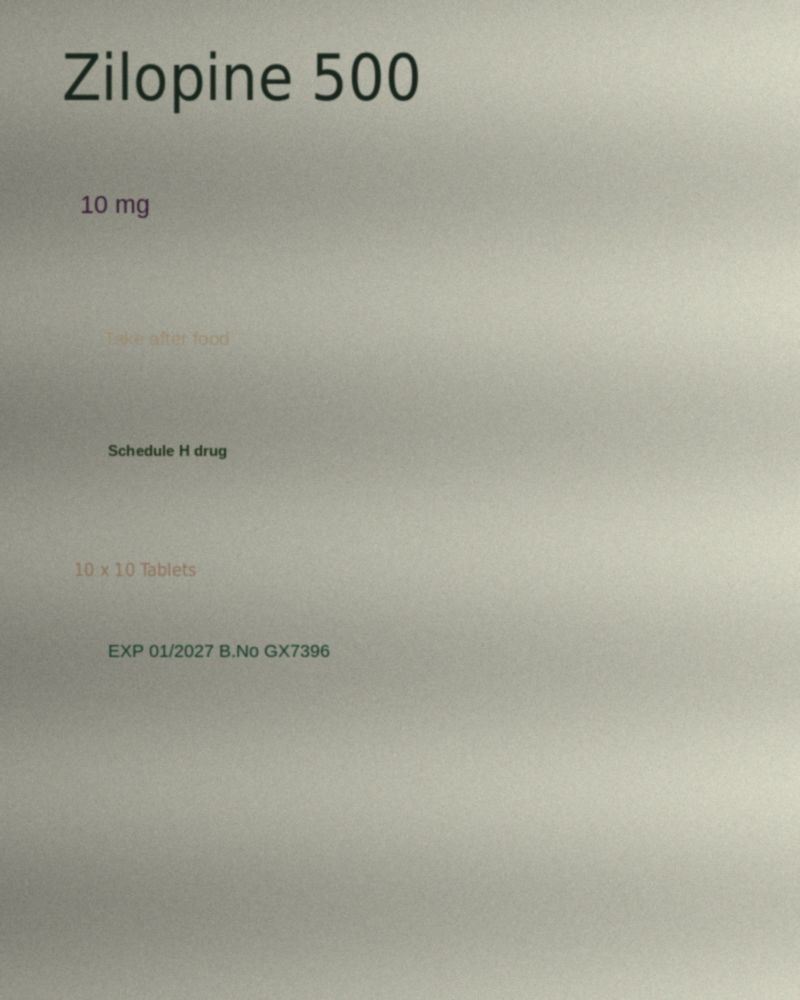 Zilopine 500
10 mg
Take after food
Schedule H drug
10 x 10 Tablets
EXP 01/2027 B.No GX7396